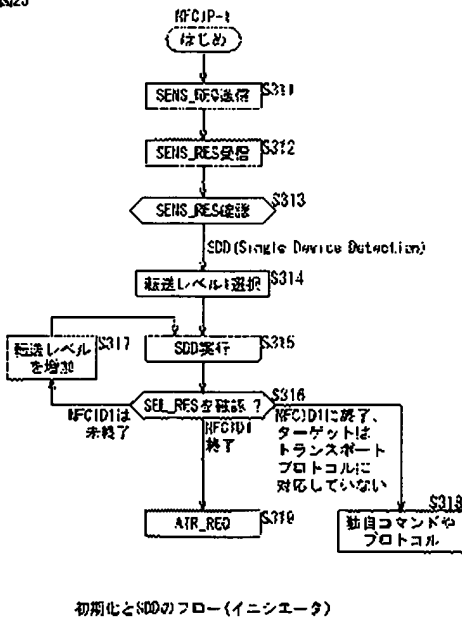 図25
NFCIP-1
はじめ
SENS_REQ送信
S311
SENS_RES受信
S312
SENS_RES確認
S313
SDD(Single Device Detection)
転送レベル1選択
S314
転送レベル
を増加
S317
SDD実行
S315
SEL_RESを確認?
S316
NFCID1は
未終了
NFCID1
終了
NFCID1に終了、
ターゲットは
トランスポート
プロトコルに
対応していない
ATR_REQ
S319
独自コマンドや
プロトコル
S318
初期化とSDDのフロー(イニシエータ)